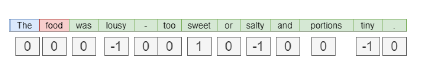 The food was lousy - too sweet or salty and portions tiny .
0 0 0 -1 0 0 1 0 -1 0 0 -1 0